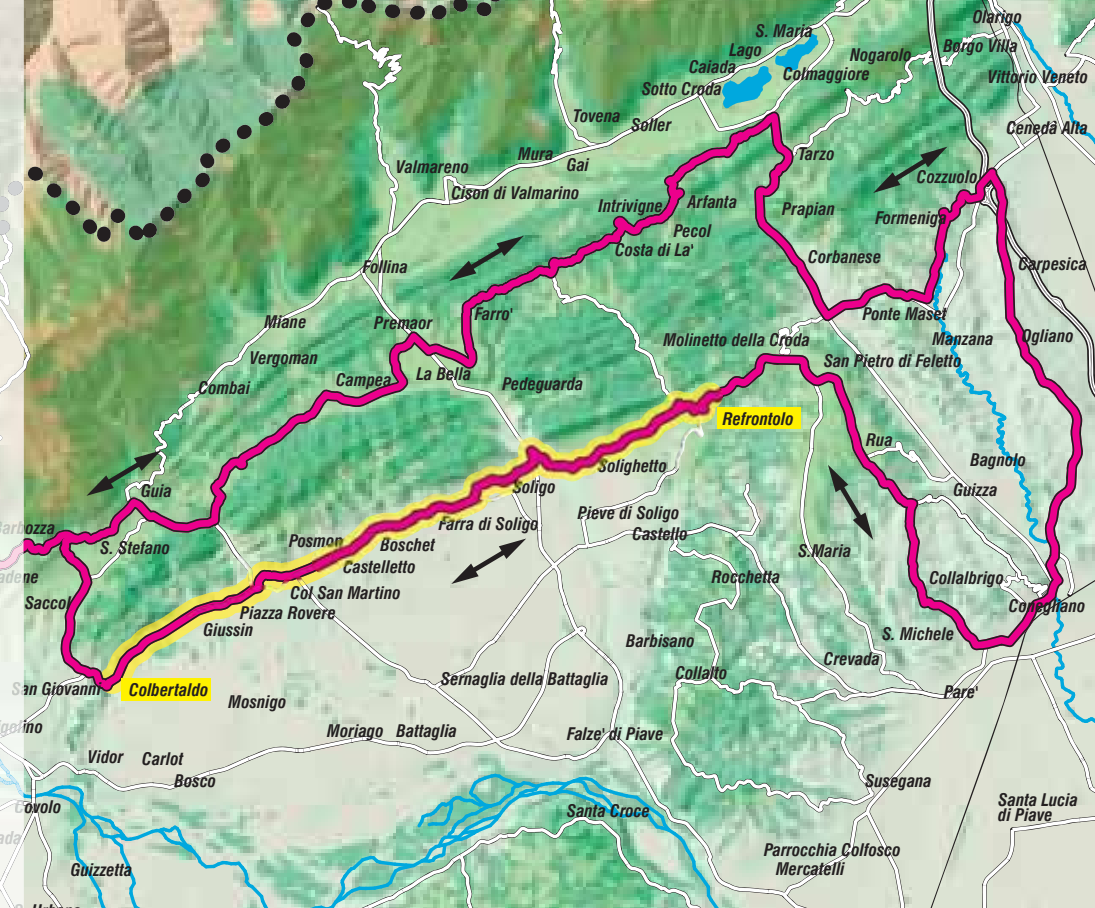 Olarigo
S. Maria
Borgo Villa
Lago
Nogarolo
Caiada
Colmaggiore
Vittorio Veneto
Sotto Croda
Tovena
Soller
Ceneda Alta
Mura
Tarzo
Gai
Valmareno
Cozzuolo
Cison di Valmarino
Arfanta
Intrivigne
Prapian
Formeniga
Pecol
Costa di La'
Corbanese
Carpesica
Follina
Farro'
Ponte Maset
Miane
Premaor
Molinetto della Croda
Manzana
Ogliano
Vergoman
San Pietro di Feletto
La Bella
Campea
Pedeguarda
Combai
Refrontolo
Rua
Bagnolo
Solighetto
Guia
Soligo
Guizza
Pieve di Soligo
Farra di Soligo
Castello
Posmon
Boschet
S. Stefano
S.Maria
Castelletto
Rocchetta
Collalbrigo
Col San Martino
Saccol
Conegliano
Piazza Rovere
Giussin
S. Michele
Barbisano
Crevada
Collalto
Sernaglia della Battaglia
San Giovanni
Colbertaldo
Pare'
Mosnigo
Moriago Battaglia
Falze' di Piave
Vidor
Carlot
Bosco
Susegana
Santa Lucia
di Piave
Covolo
Santa Croce
Parrocchia Colfosco
Mercatelli
Guizzetta